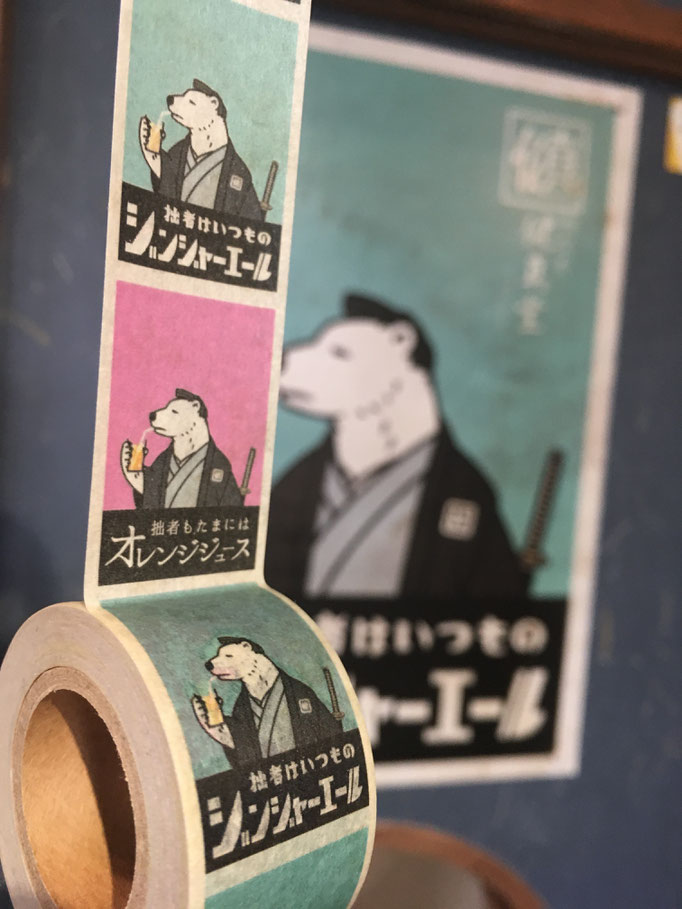 拙者はいつもの
ジンジャーエール
拙者もたまには
オレンジジュース
拙者はいつもの
ジンジャーエール
者はいつもの
ャーエール